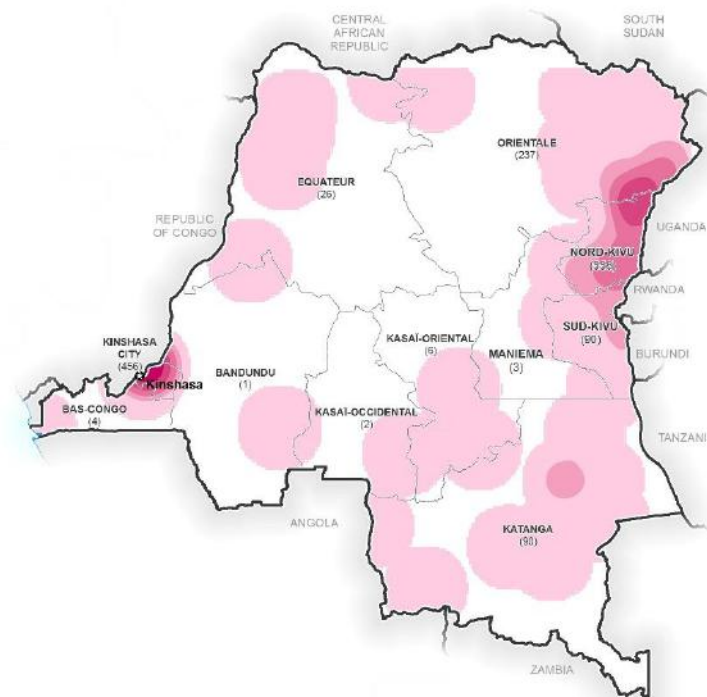 CENTRAL
AFRICAN
REPUBLIC
SOUTH
SUDAN
ORIENTALE
(237)
EQUATEUR
(26)
REPUBLIC
OF CONGO
UGANDA
NORD-KIVU
RWANDA
SUD-KIVU
(90)
KINSHASA
CITY
(456)
Kinshasa
KASAÏ-ORIENTAL
(6)
MANIEMA
(3)
BURUNDI
BANDUNDU
(1)
BAS-CONGO
(4)
KASAÏ-OCCIDENTAL
(2)
TANZANI
ANGOLA
KATANGA
ZAMBIA